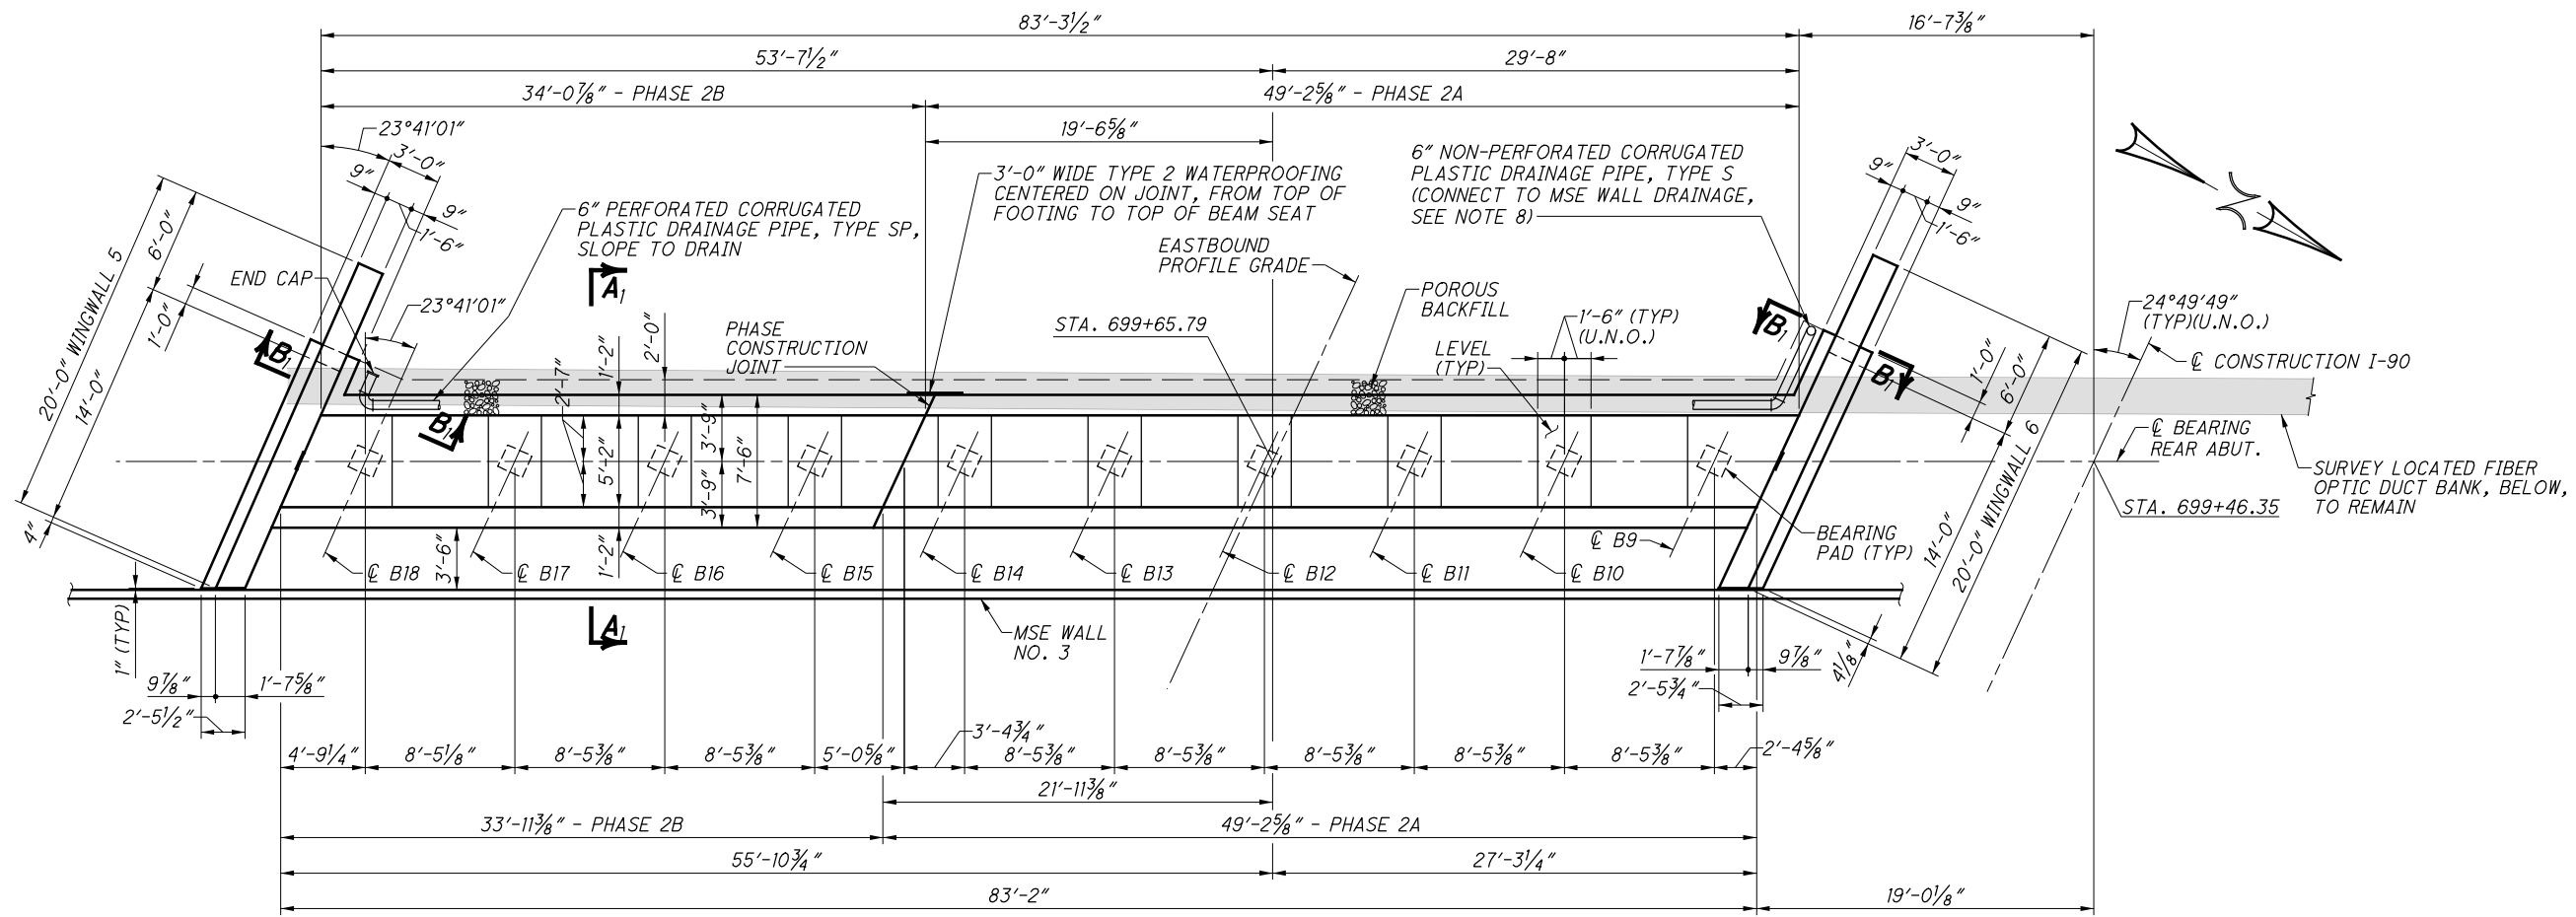 83'-3½"
16'-7⅜"
53'-7½"
29'-8"
34'-0⅞" - PHASE 2B
49'-2⅝" - PHASE 2A
19'-6⅝"
23°41'01"
3'-0"
9"
9"
1'-6"
6" PERFORATED CORRUGATED
PLASTIC DRAINAGE PIPE, TYPE SP,
SLOPE TO DRAIN
3'-0" WIDE TYPE 2 WATERPROOFING
CENTERED ON JOINT, FROM TOP OF
FOOTING TO TOP OF BEAM SEAT
6" NON-PERFORATED CORRUGATED
PLASTIC DRAINAGE PIPE, TYPE S
(CONNECT TO MSE WALL DRAINAGE,
SEE NOTE 8)
3'-0"
9"
9"
1'-6"
EASTBOUND
PROFILE GRADE
END CAP
A1
23°41'01"
20'-0" WINGWALL 5
6'-0"
1'-0"
14'-0"
4"
B1
B1
PHASE
CONSTRUCTION
JOINT
STA. 699+65.79
POROUS
BACKFILL
LEVEL
(TYP)
1'-6" (TYP)
(U.N.O.)
B1
B1
24°49'49"
(TYP)(U.N.O.)
℄ CONSTRUCTION I-90
1'-0"
6'-0"
14'-0"
20'-0" WINGWALL 6
4⅛"
℄ BEARING
REAR ABUT.
SURVEY LOCATED FIBER
OPTIC DUCT BANK, BELOW,
TO REMAIN
STA. 699+46.35
BEARING
PAD (TYP)
2'-7"
1'-2"
2'-0"
5'-2"
3'-9"
3'-9"
7'-6"
1'-2"
3'-6"
℄ B18
℄ B17
℄ B16
℄ B15
℄ B14
℄ B13
℄ B12
℄ B11
℄ B10
℄ B9
1" (TYP)
A1
MSE WALL
NO. 3
9⅞"
1'-7⅝"
2'-5½"
1'-7⅞"
9⅞"
2'-5¾"
4'-9¼"
8'-5⅛"
8'-5⅜"
8'-5⅜"
5'-0⅝"
3'-4¾"
8'-5⅜"
8'-5⅜"
8'-5⅜"
8'-5⅜"
8'-5⅜"
2'-4⅝"
21'-11⅜"
33'-11⅜" - PHASE 2B
49'-2⅝" - PHASE 2A
55'-10¾"
27'-3¼"
83'-2"
19'-0⅛"